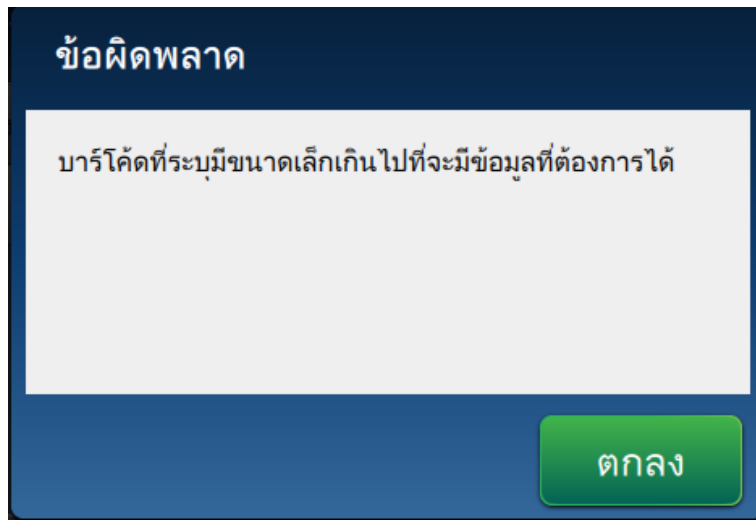 ข้อผิดพลาด
บาร์โค้ดที่ระบุมีขนาดเล็กเกินไปที่จะมีข้อมูลที่ต้องการได้
ตกลง